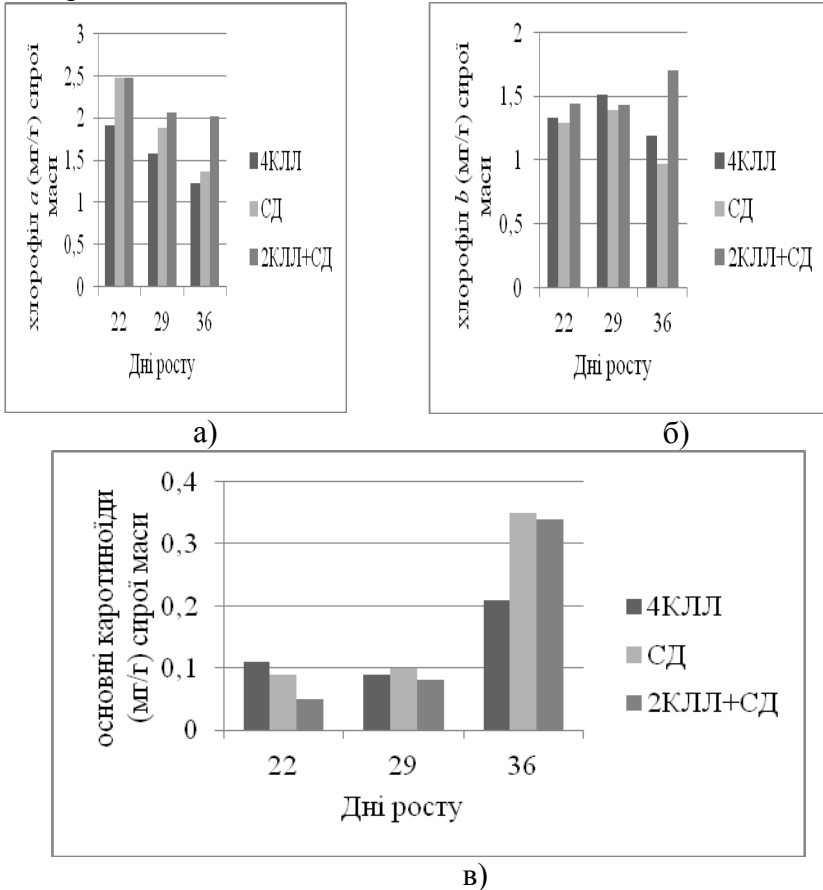 хлорофіл a (мг/г) сирої
маси
3
2,5
2
1,5
1
0,5
0
22 29 36
Дні росту
4КЛЛ
СД
2КЛЛ+СД
а)
хлорофіл b (мг/г) сирої
маси
2
1,5
1
0,5
0
22 29 36
Дні росту
4КЛЛ
СД
2КЛЛ+СД
б)
основні каротиноїди
(мг/г) сирої маси
0,4
0,3
0,2
0,1
0
22 29 36
Дні росту
4КЛЛ
СД
2КЛЛ+СД
в)